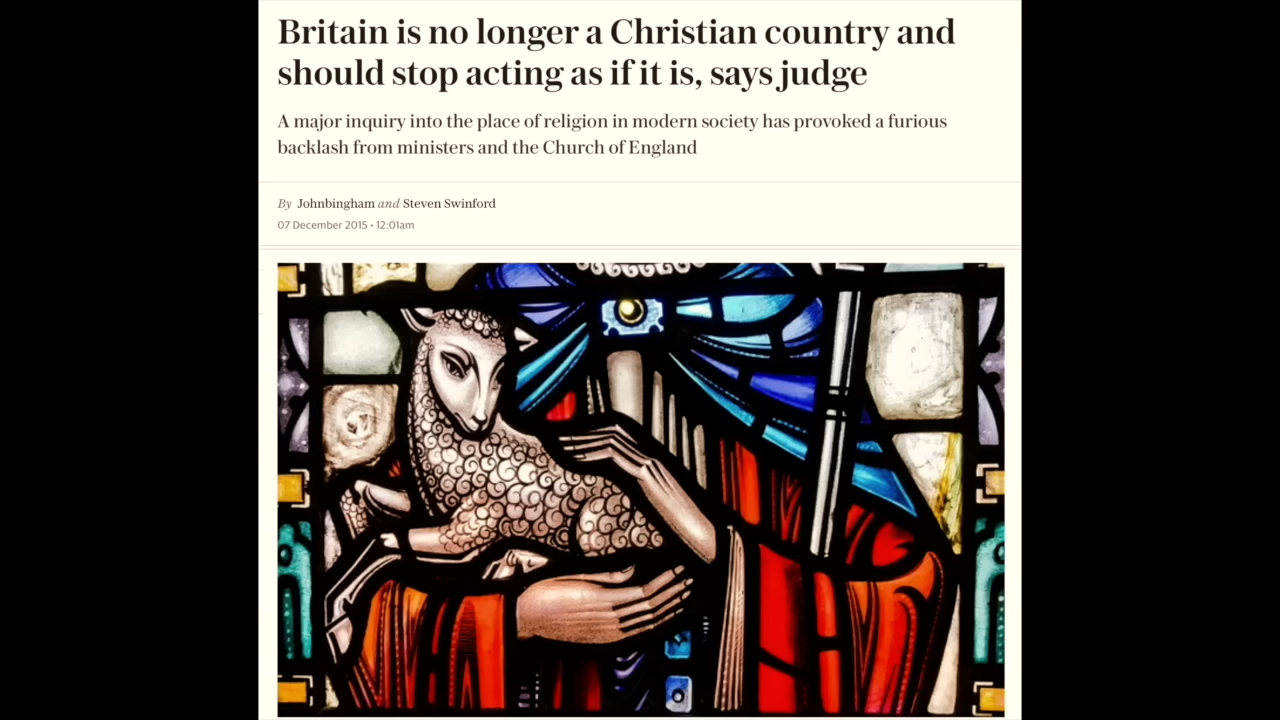 Britain is no longer a Christian country and
should stop acting as if it is, says judge
A major inquiry into the place of religion in modern society has provoked a furious
backlash from ministers and the Church of England
By Johnbingham and Steven Swinford
07 December 2015 • 12:01am